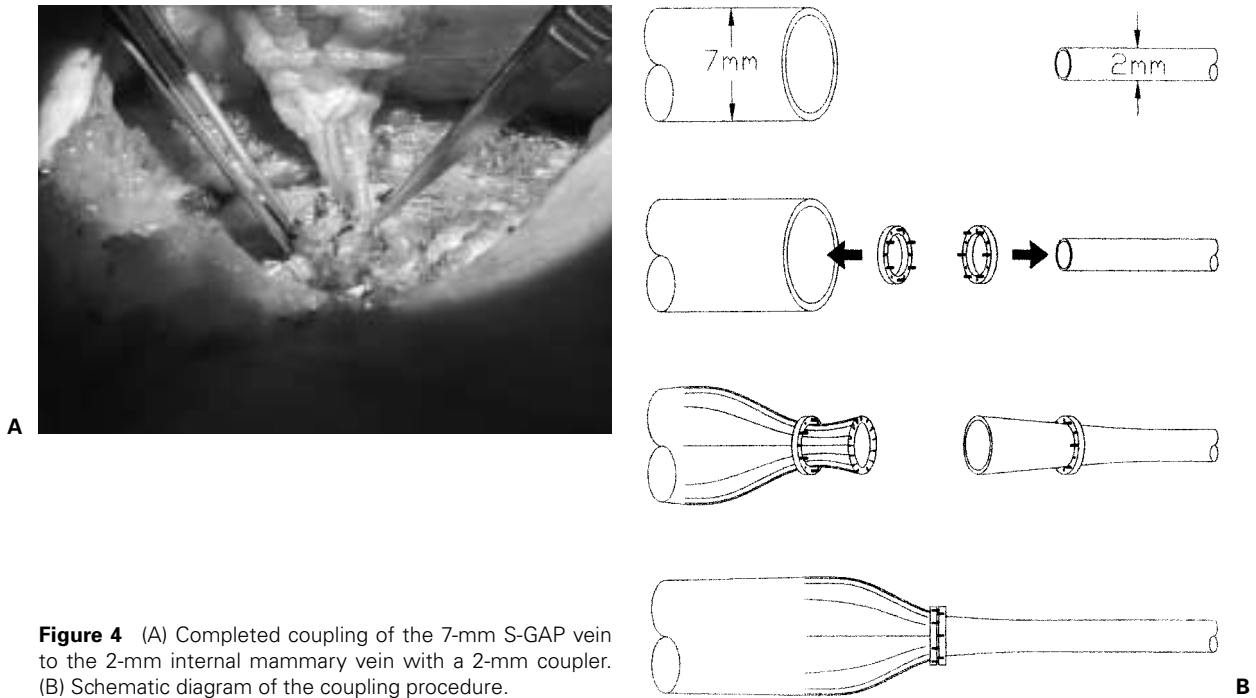 7mm
2mm
A
Figure 4 (A) Completed coupling of the 7-mm S-GAP vein
to the 2-mm internal mammary vein with a 2-mm coupler.
(B) Schematic diagram of the coupling procedure.
B